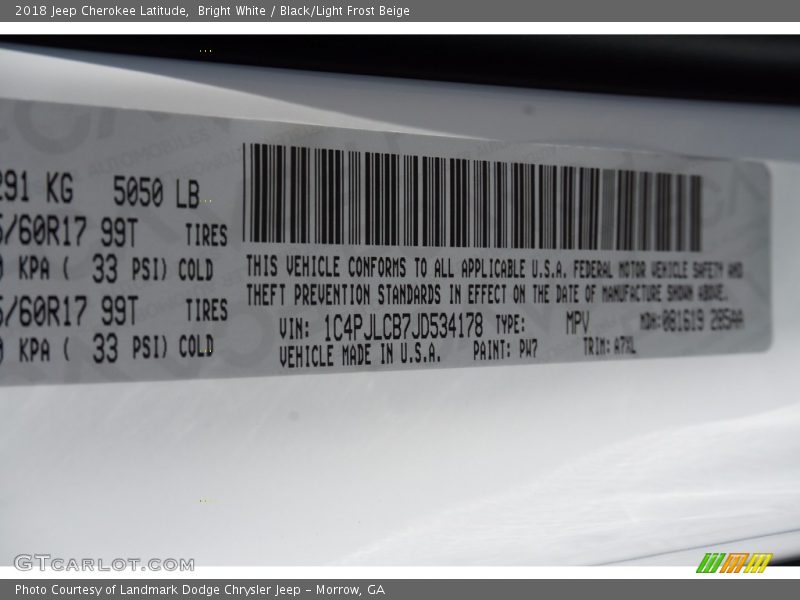 2018 Jeep Cherokee Latitude,  Bright White / Black/Light Frost Beige
291 KG 5050 LB
/60R17 99T TIRES
KPA ( 33 PSI) COLD
/60R17 99T TIRES
KPA ( 33 PSI) COLD
THIS VEHICLE CONFORMS TO ALL APPLICABLE U.S.A. FEDERAL MOTOR VEHICLE SAFETY AND
THEFT PREVENTION STANDARDS IN EFFECT ON THE DATE OF MANUFACTURE SHOWN ABOVE.
VIN: 1C4PJLCB7JD534178 TYPE: MPV MDH:081619 285AA
VEHICLE MADE IN U.S.A. PAINT: PW7 TRIM: A7XL
GTcarlot.com
Photo Courtesy of Landmark Dodge Chrysler Jeep – Morrow, GA